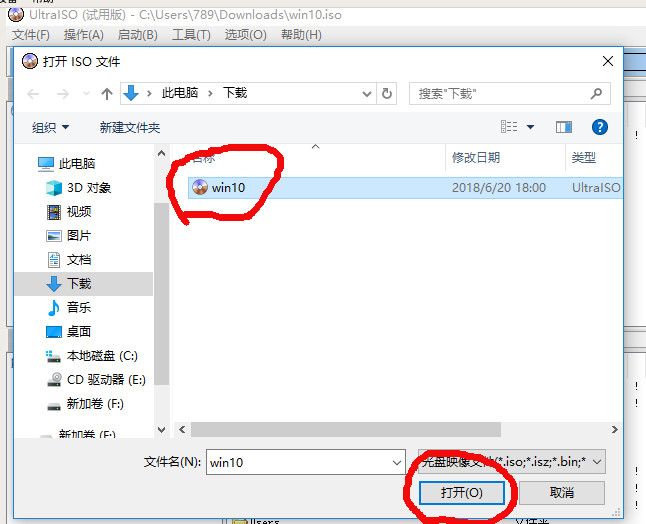 帮助
UltraISO (试用版) - C:\Users\789\Downloads\win10.iso
文件(F) 操作(A) 启动(B) 工具(T) 选项(O) 帮助(H)
打开 ISO 文件
此电脑 下载 搜索"下载"
组织 新建文件夹
名称 修改日期 类型
此电脑
win10 2018/6/20 18:00 UltraISO
3D 对象
视频
图片
文档
下载
音乐
桌面
本地磁盘 (C:)
CD 驱动器 (E:)
新加卷 (F:)
新加卷 (F:)
文件名(N): win10 光盘映像文件(*.iso;*.isz;*.bin;*
打开(O) 取消
Users 文件夹